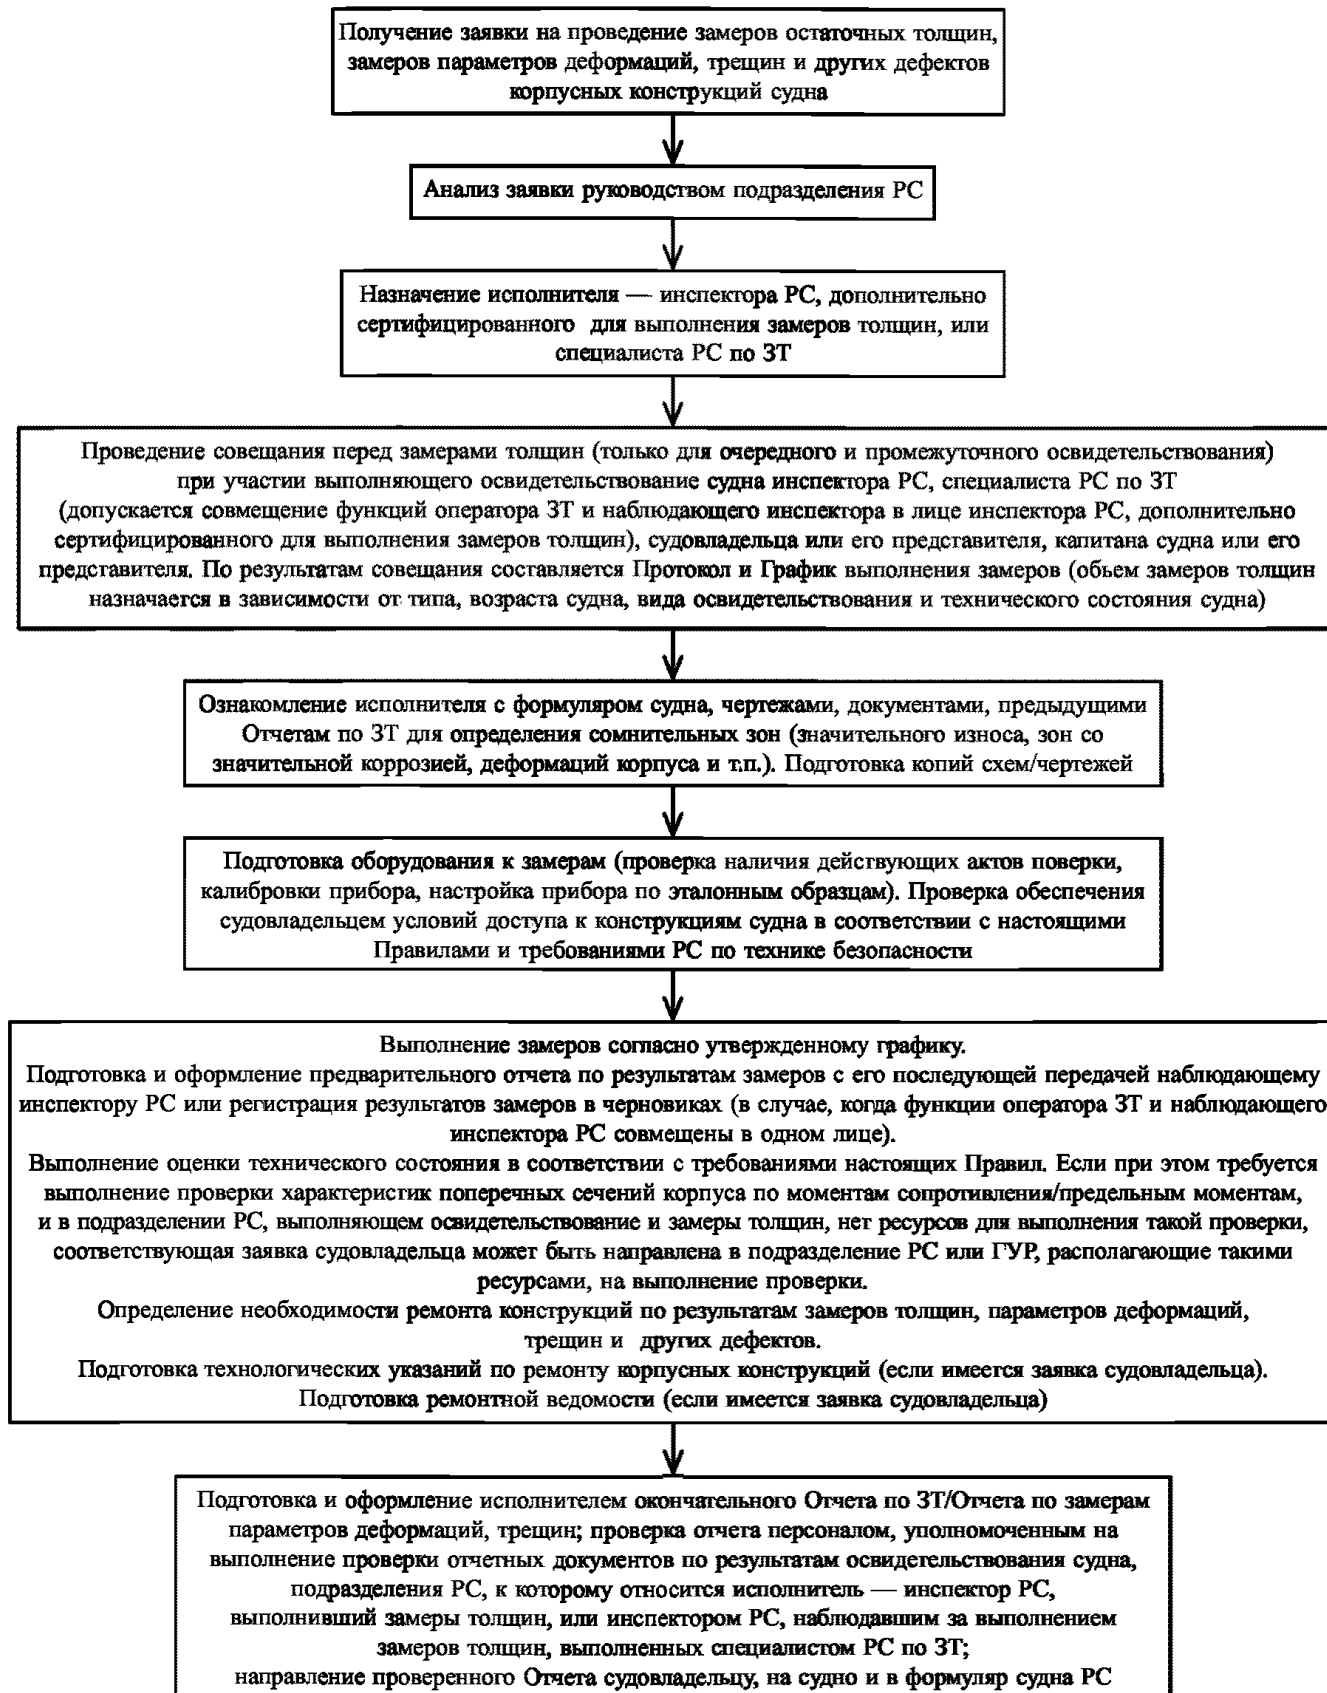 Получение заявки на проведение замеров остаточных толщин,
замеров параметров деформаций, трещин и других дефектов
корпусных конструкций судна
Анализ заявки руководством подразделения РС
Назначение исполнителя — инспектора РС, дополнительно
сертифицированного для выполнения замеров толщин, или
специалиста РС по ЗТ
Проведение совещания перед замерами толщин (только для очередного и промежуточного освидетельствования)
при участии выполняющего освидетельствование судна инспектора РС, специалиста РС по ЗТ
(допускается совмещение функций оператора ЗТ и наблюдающего инспектора в лице инспектора РС, дополнительно
сертифицированного для выполнения замеров толщин), судовладельца или его представителя, капитана судна или его
представителя. По результатам совещания составляется Протокол и График выполнения замеров (обьем замеров толщин
назначается в зависимости от типа, возраста судна, вида освидетельствования и технического состояния судна)
Ознакомление исполнителя с формуляром судна, чертежами, документами, предыдущими
Отчетам по ЗТ для определения сомнительных зон (значительного износа, зон со
значительной коррозией, деформаций корпуса и т.п.). Подготовка копий схем/чертежей
Подготовка оборудования к замерам (проверка наличия действующих актов поверки,
калибровки прибора, настройка прибора по эталонным образцам). Проверка обеспечения
судовладельцем условий доступа к конструкциям судна в соответствии с настоящими
Правилами и требованиями РС по технике безопасности
Выполнение замеров согласно утвержденному графику.
Подготовка и оформление предварительного отчета по результатам замеров с его последующей передачей наблюдающему
инспектору РС или регистрация результатов замеров в черновиках (в случае, когда функции оператора ЗТ и наблюдающего
инспектора РС совмещены в одном лице).
Выполнение оценки технического состояния в соответствии с требованиями настоящих Правил. Если при этом требуется
выполнение проверки характеристик поперечных сечений корпуса по моментам сопротивления/предельным моментам,
и в подразделении РС, выполняющем освидетельствование и замеры толщин, нет ресурсов для выполнения такой проверки,
соответствующая заявка судовладельца может быть направлена в подразделение РС или ГУР, располагающие такими
ресурсами, на выполнение проверки.
Определение необходимости ремонта конструкций по результатам замеров толщин, параметров деформаций,
трещин и других дефектов.
Подготовка технологических указаний по ремонту корпусных конструкций (если имеется заявка судовладельца).
Подготовка ремонтной ведомости (если имеется заявка судовладельца)
Подготовка и оформление исполнителем окончательного Отчета по ЗТ/Отчета по замерам
параметров деформаций, трещин; проверка отчета персоналом, уполномоченным на
выполнение проверки отчетных документов по результатам освидетельствования судна,
подразделения РС, к которому относится исполнитель — инспектор РС,
выполнивший замеры толщин, или инспектором РС, наблюдавшим за выполнением
замеров толщин, выполненных специалистом РС по ЗТ;
направление проверенного Отчета судовладельцу, на судно и в формуляр судна РС